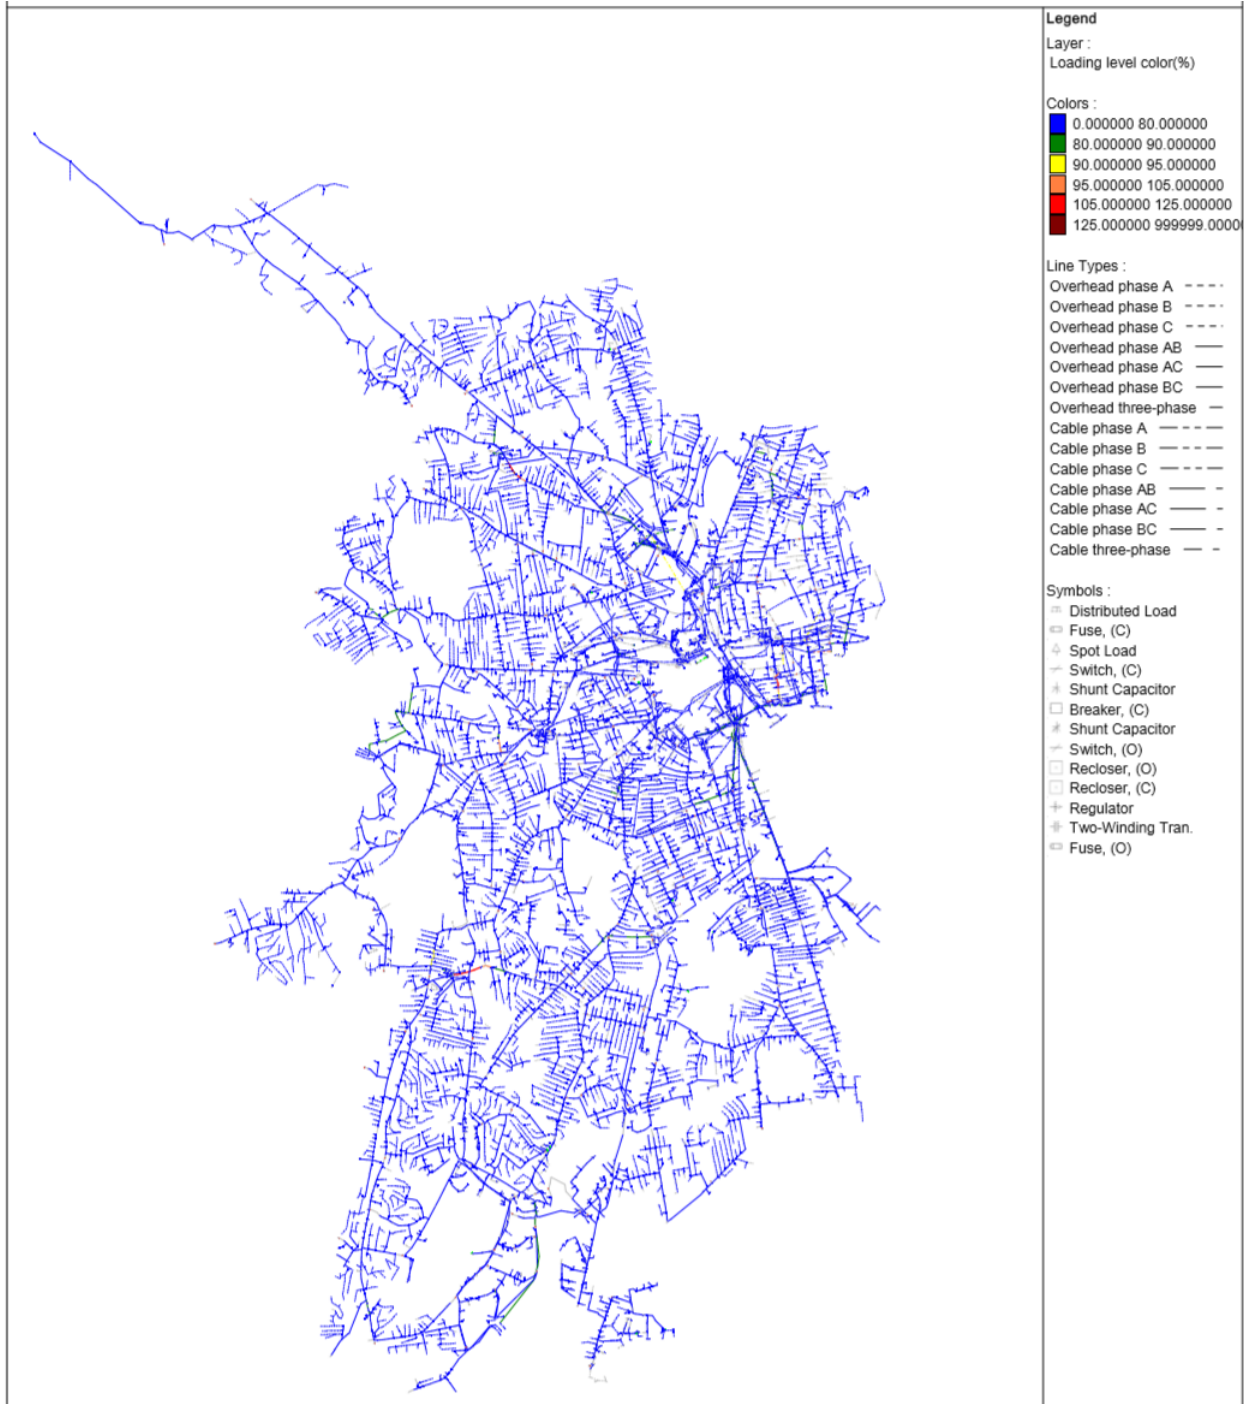 Legend
Layer :
Loading level color(%)
Colors :
0.000000 80.000000
80.000000 90.000000
90.000000 95.000000
95.000000 105.000000
105.000000 125.000000
125.000000 999999.0000
Line Types :
Overhead phase A
Overhead phase B
Overhead phase C
Overhead phase AB
Overhead phase AC
Overhead phase BC
Overhead three-phase
Cable phase A
Cable phase B
Cable phase C
Cable phase AB
Cable phase AC
Cable phase BC
Cable three-phase
Symbols :
Distributed Load
Fuse, (C)
Spot Load
Switch, (C)
Shunt Capacitor
Breaker, (C)
Shunt Capacitor
Switch, (O)
Recloser, (O)
Recloser, (C)
Regulator
Two-Winding Tran.
Fuse, (O)